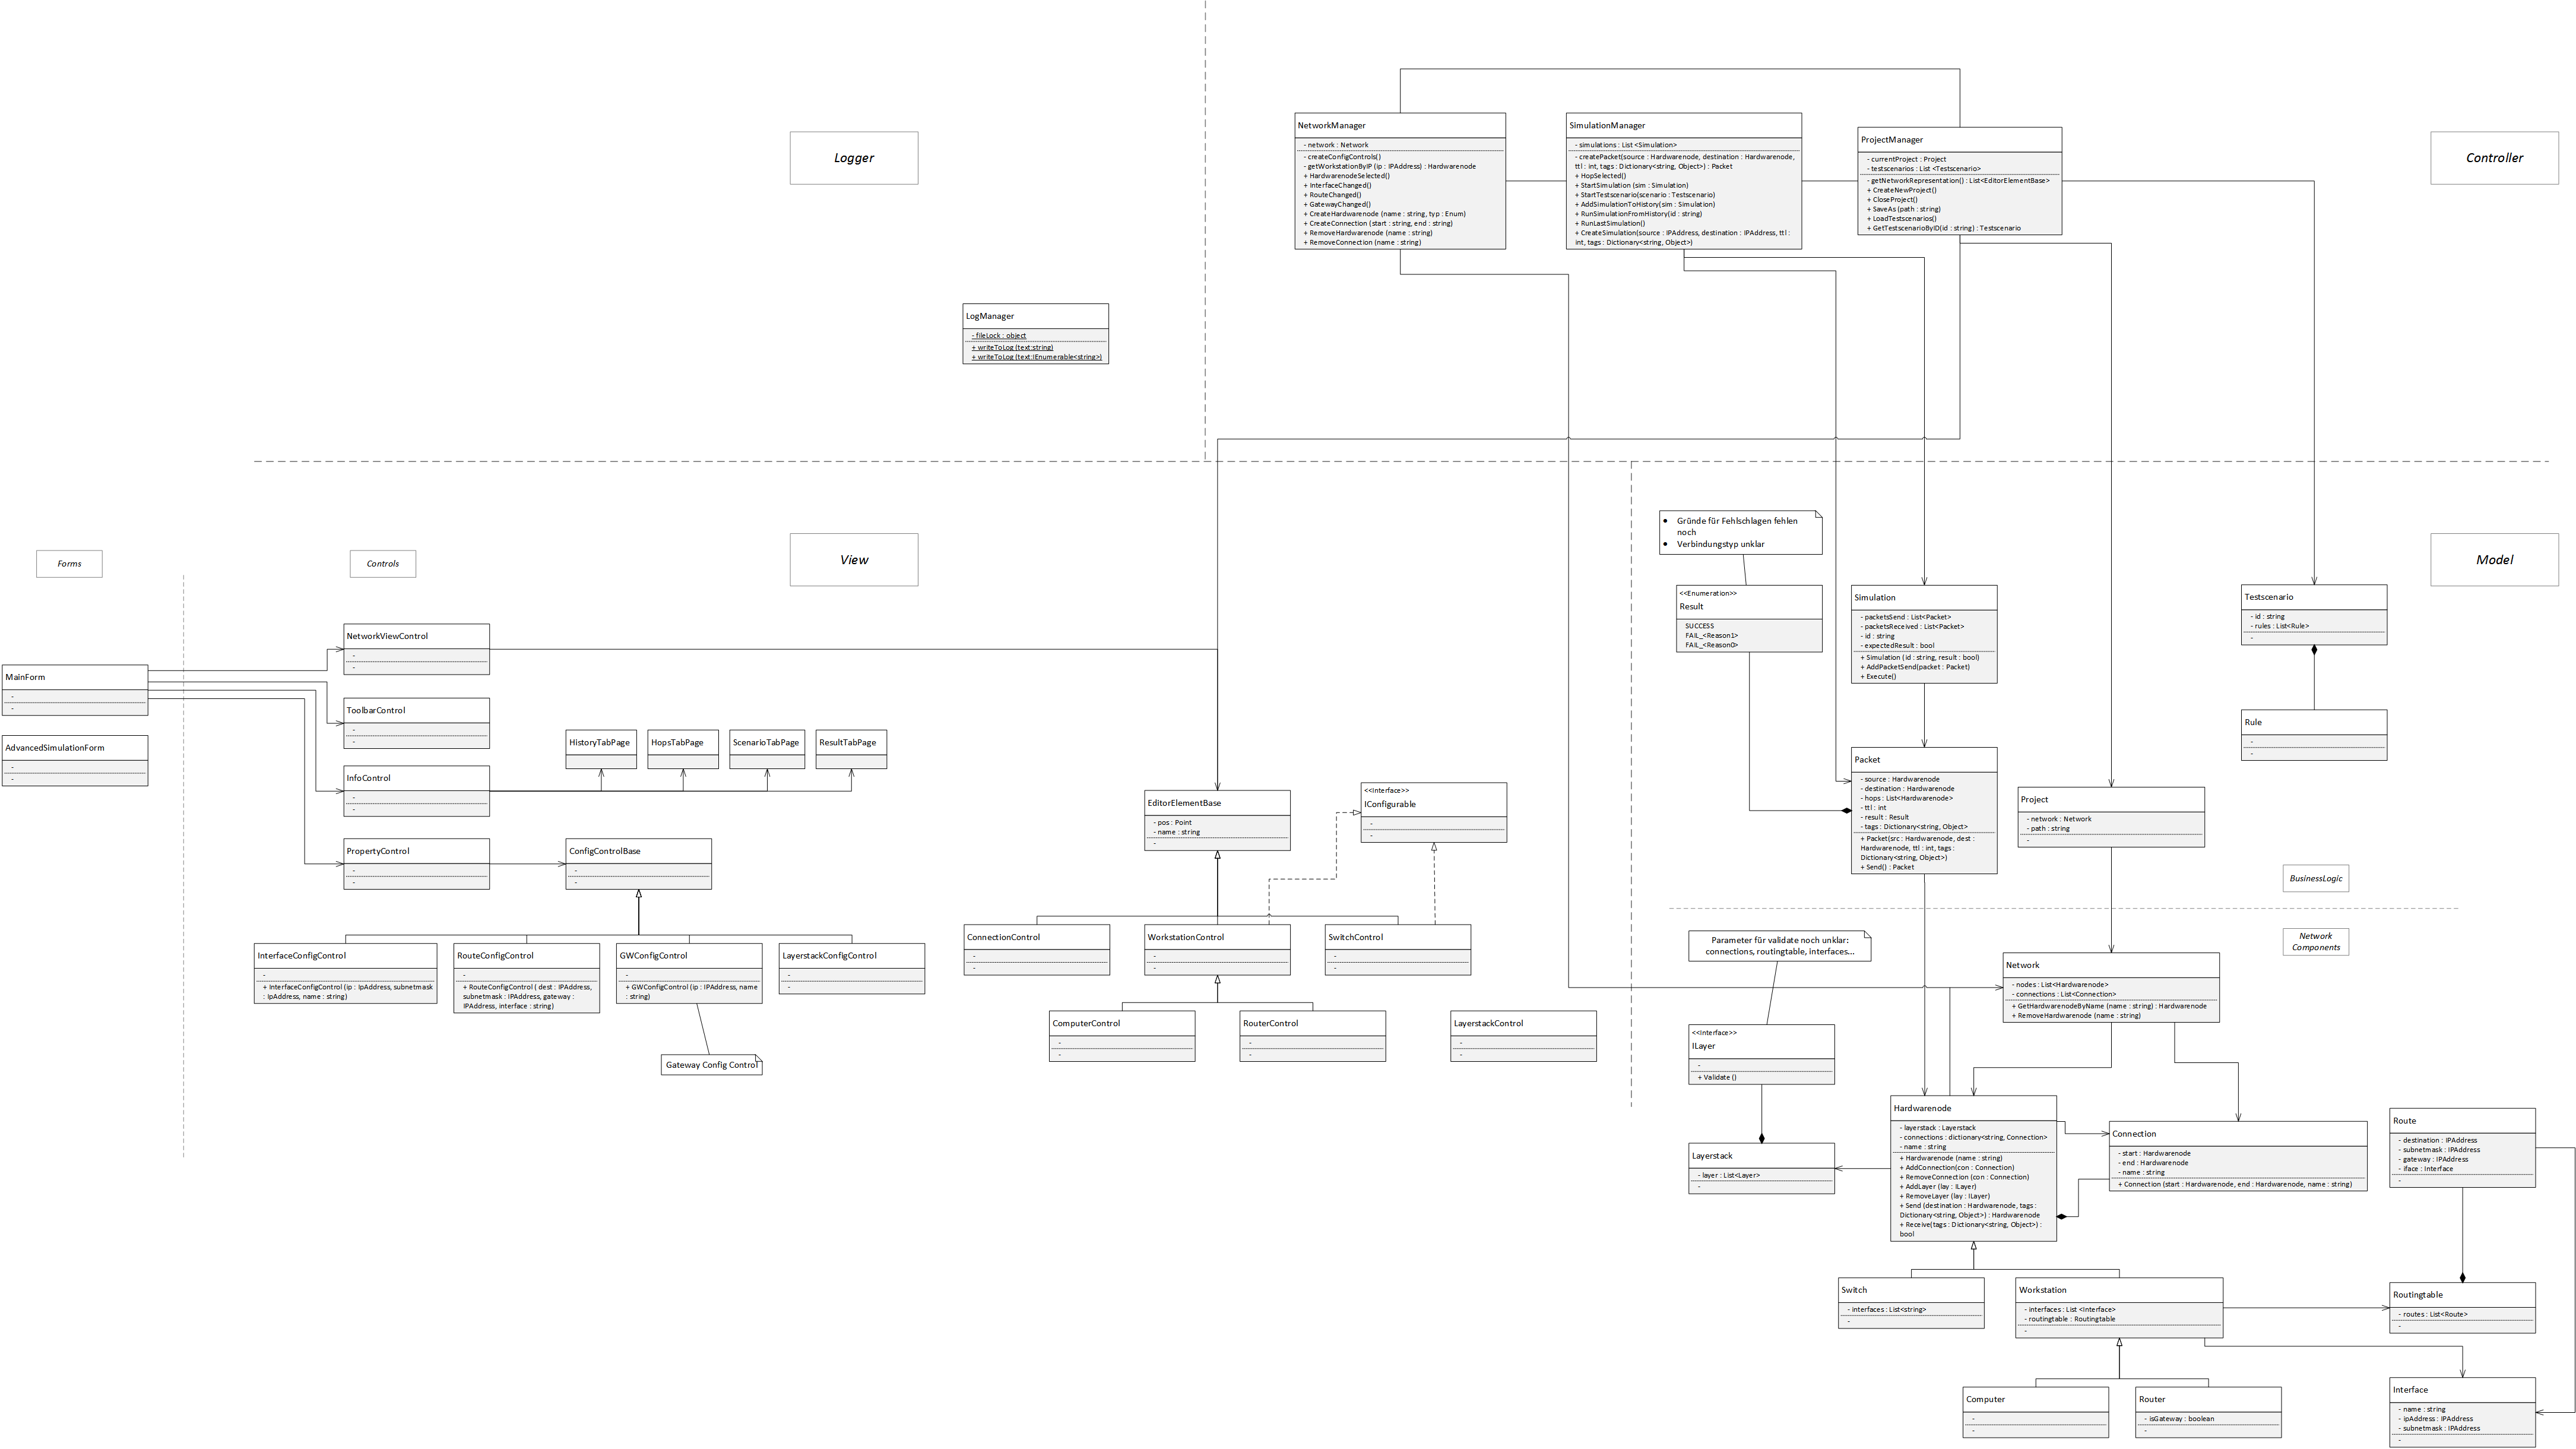 Logger
Controller
NetworkManager
- network : Network
- createConfigControls()
- getWorkstationByIP (ip : IPAddress) : Hardwarenode
+ HardwarenodeSelected()
+ InterfaceChanged()
+ RouteChanged()
+ GatewayChanged()
+ CreateHardwarenode (name : string, typ : Enum)
+ CreateConnection (start : string, end : string)
+ RemoveHardwarenode (name : string)
+ RemoveConnection (name : string)
SimulationManager
- simulations : List <Simulation>
- createPacket(source : Hardwarenode, destination : Hardwarenode,
ttl : int, tags : Dictionary<string, Object>) : Packet
+ HopSelected()
+ StartSimulation (sim : Simulation)
+ StartTestscenario(scenario : Testscenario)
+ AddSimulationToHistory(sim : Simulation)
+ RunSimulationFromHistory(id : string)
+ RunLastSimulation()
+ CreateSimulation(source : IPAddress, destination : IPAddress, ttl :
int, tags : Dictionary<string, Object>)
ProjectManager
- currentProject : Project
- testscenarios : List <Testscenario>
- getNetworkRepresentation() : List<EditorElementBase>
+ CreateNewProject()
+ CloseProject()
+ SaveAs (path : string)
+ LoadTestscenarios()
+ GetTestscenarioByID(id : string) : Testscenario
LogManager
- fileLock : object
+ writeToLog (text:string)
+ writeToLog (text:IEnumerable<string>)
Forms
Controls
View
Model
MainForm
-
-
AdvancedSimulationForm
-
-
NetworkViewControl
-
-
ToolbarControl
-
-
InfoControl
-
-
PropertyControl
-
-
HistoryTabPage
HopsTabPage
ScenarioTabPage
ResultTabPage
ConfigControlBase
-
-
InterfaceConfigControl
-
+ InterfaceConfigControl (ip : IpAddress, subnetmask
: IpAddress, name : string)
RouteConfigControl
-
+ RouteConfigControl ( dest : IPAddress,
subnetmask : IPAddress, gateway :
IPAddress, interface : string)
GWConfigControl
-
+ GWConfigControl (ip : IPAddress, name
: string)
LayerstackConfigControl
-
-
Gateway Config Control
EditorElementBase
- pos : Point
- name : string
-
<<Interface>>
IConfigurable
-
-
ConnectionControl
-
-
WorkstationControl
-
-
SwitchControl
-
-
ComputerControl
-
-
RouterControl
-
-
LayerstackControl
-
-
• Gründe für Fehlschlagen fehlen
noch
• Verbindungstyp unklar
<<Enumeration>>
Result
SUCCESS
FAIL_<Reason1>
FAIL_<Reason0>
Simulation
- packetsSend : List<Packet>
- packetsReceived : List<Packet>
- id : string
- expectedResult : bool
+ Simulation (id : string, result : bool)
+ AddPacketSend(packet : Packet)
+ Execute()
Testscenario
- id : string
- rules : List<Rule>
-
Rule
-
-
Packet
- source : Hardwarenode
- destination : Hardwarenode
- hops : List<Hardwarenode>
- ttl : int
- result : Result
- tags : Dictionary<string, Object>
+ Packet(src : Hardwarenode, dest :
Hardwarenode, ttl : int, tags :
Dictionary<string, Object>)
+ Send() : Packet
Project
- network : Network
- path : string
-
BusinessLogic
Network
Components
Parameter für validate noch unklar:
connections, routingtable, interfaces...
Network
- nodes : List<Hardwarenode>
- connections : List<Connection>
+ GetHardwarenodeByName (name : string) : Hardwarenode
+ RemoveHardwarenode (name : string)
<<Interface>>
ILayer
-
+ Validate ()
Layerstack
- layer : List<Layer>
-
Hardwarenode
- layerstack : Layerstack
- connections : dictionary<string, Connection>
- name : string
+ Hardwarenode (name : string)
+ AddConnection(con : Connection)
+ RemoveConnection (con : Connection)
+ AddLayer (lay : ILayer)
+ RemoveLayer (lay : ILayer)
+ Send (destination : Hardwarenode, tags :
Dictionary<string, Object>) : Hardwarenode
+ Receive(tags : Dictionary<string, Object>) :
bool
Connection
- start : Hardwarenode
- end : Hardwarenode
- name : string
+ Connection (start : Hardwarenode, end : Hardwarenode, name : string)
Route
- destination : IPAddress
- subnetmask : IPAddress
- gateway : IPAddress
- iface : Interface
-
Switch
- interfaces : List<string>
-
Workstation
- interfaces : List <Interface>
- routingtable : Routingtable
-
Routingtable
- routes : List<Route>
-
Computer
-
-
Router
- isGateway : boolean
-
Interface
- name : string
- ipAddress : IPAddress
- subnetmask : IPAddress
-